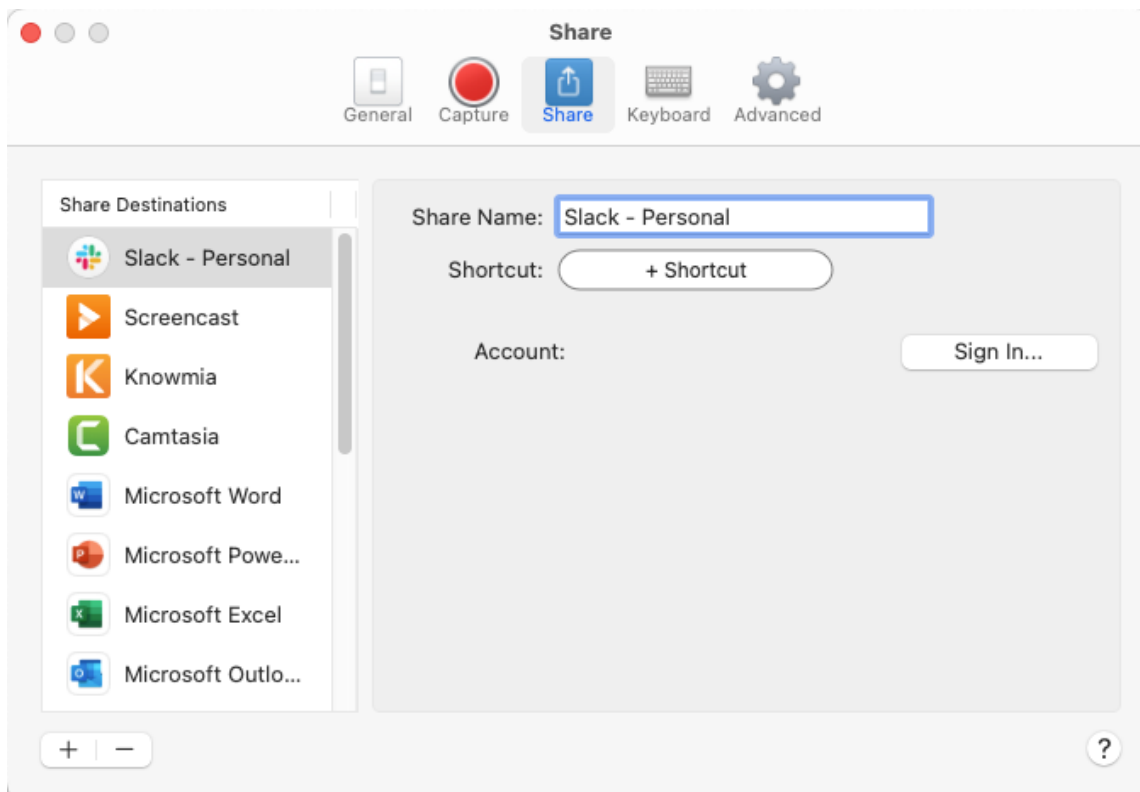 Share
General
Capture
Share
Keyboard
Advanced
Share Destinations
Slack - Personal
Screencast
Knowmia
Camtasia
Microsoft Word
Microsoft Powe...
Microsoft Excel
Microsoft Outlo...
Share Name: Slack - Personal
Shortcut: + Shortcut
Account: Sign In...
+ −
?